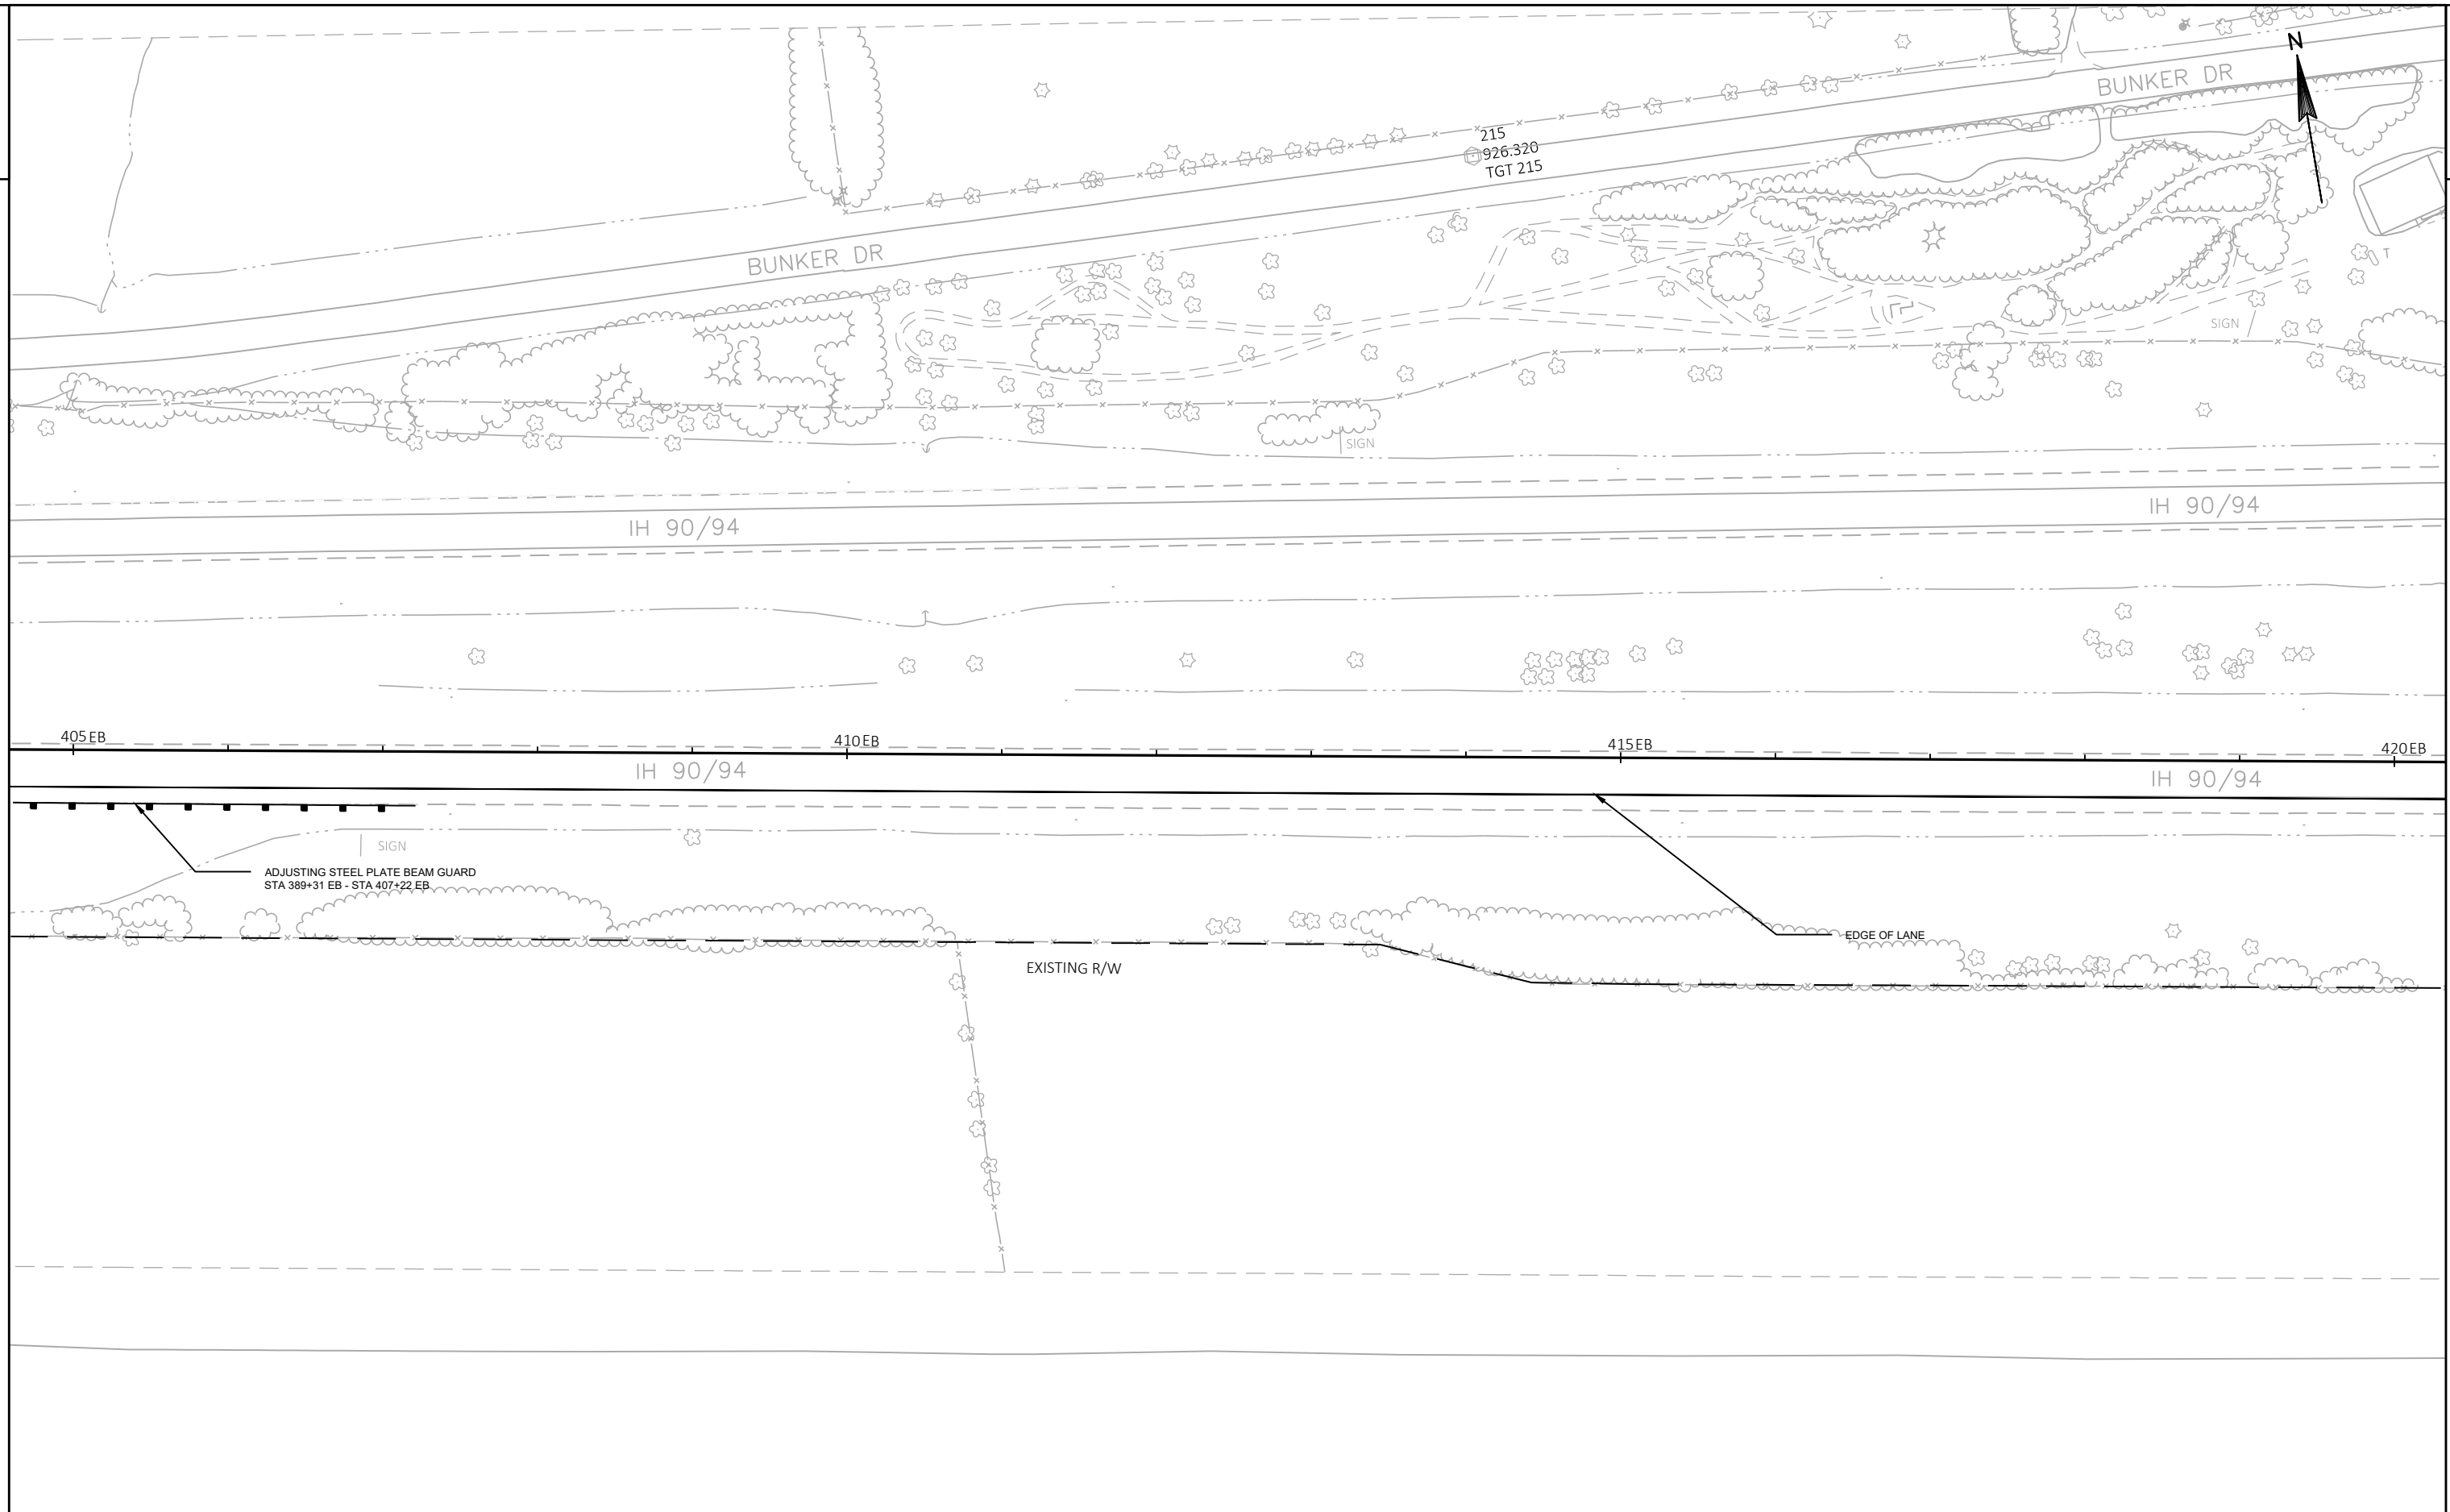 N
BUNKER DR
215
926.320
TGT 215
BUNKER DR
T
SIGN
SIGN
IH 90/94
IH 90/94
405EB
410EB
415EB
420EB
IH 90/94
IH 90/94
SIGN
ADJUSTING STEEL PLATE BEAM GUARD
STA 389+31 EB - STA 407+22 EB
EDGE OF LANE
EXISTING R/W